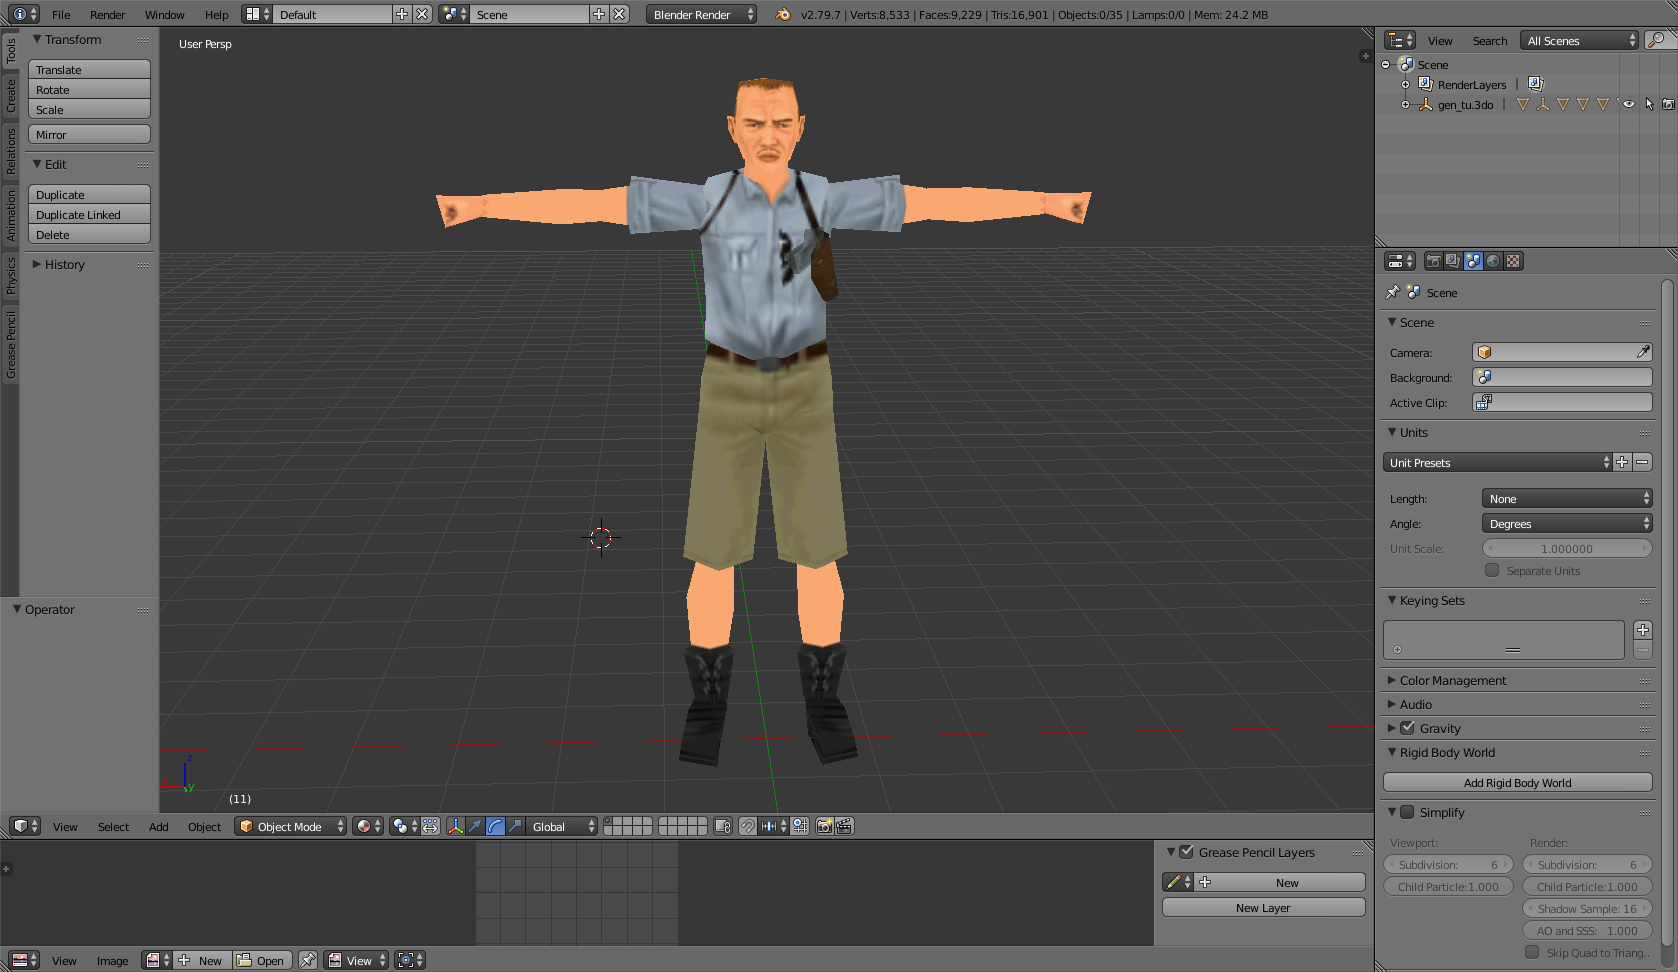 File Render Window Help Default Scene Blender Render v2.79.7 | Verts:8,533 | Faces:9,229 | Tris:16,901 | Objects:0/35 | Lamps:0/0 | Mem: 24.2 MB
Tools
Create
Relations
Animation
Physics
Grease Pencil
Transform
Translate
Rotate
Scale
Mirror
Edit
Duplicate
Duplicate Linked
Delete
History
Operator
User Persp
z
x
y
(11)
View Select Add Object Object Mode Global
View Search All Scenes
Scene
RenderLayers |
gen_tu.3do |
Scene
Scene
Camera:
Background:
Active Clip:
Units
Unit Presets
Length: None
Angle: Degrees
Unit Scale: 1.000000
Separate Units
Keying Sets
Color Management
Audio
Gravity
Rigid Body World
Add Rigid Body World
Simplify
Viewport: Render:
Subdivision: 6 Subdivision: 6
Child Particle:1.000 Child Particle:1.000
Shadow Sample: 16
AO and SSS: 1.000
Skip Quad to Triang..
Grease Pencil Layers
New
New Layer
View Image New Open View